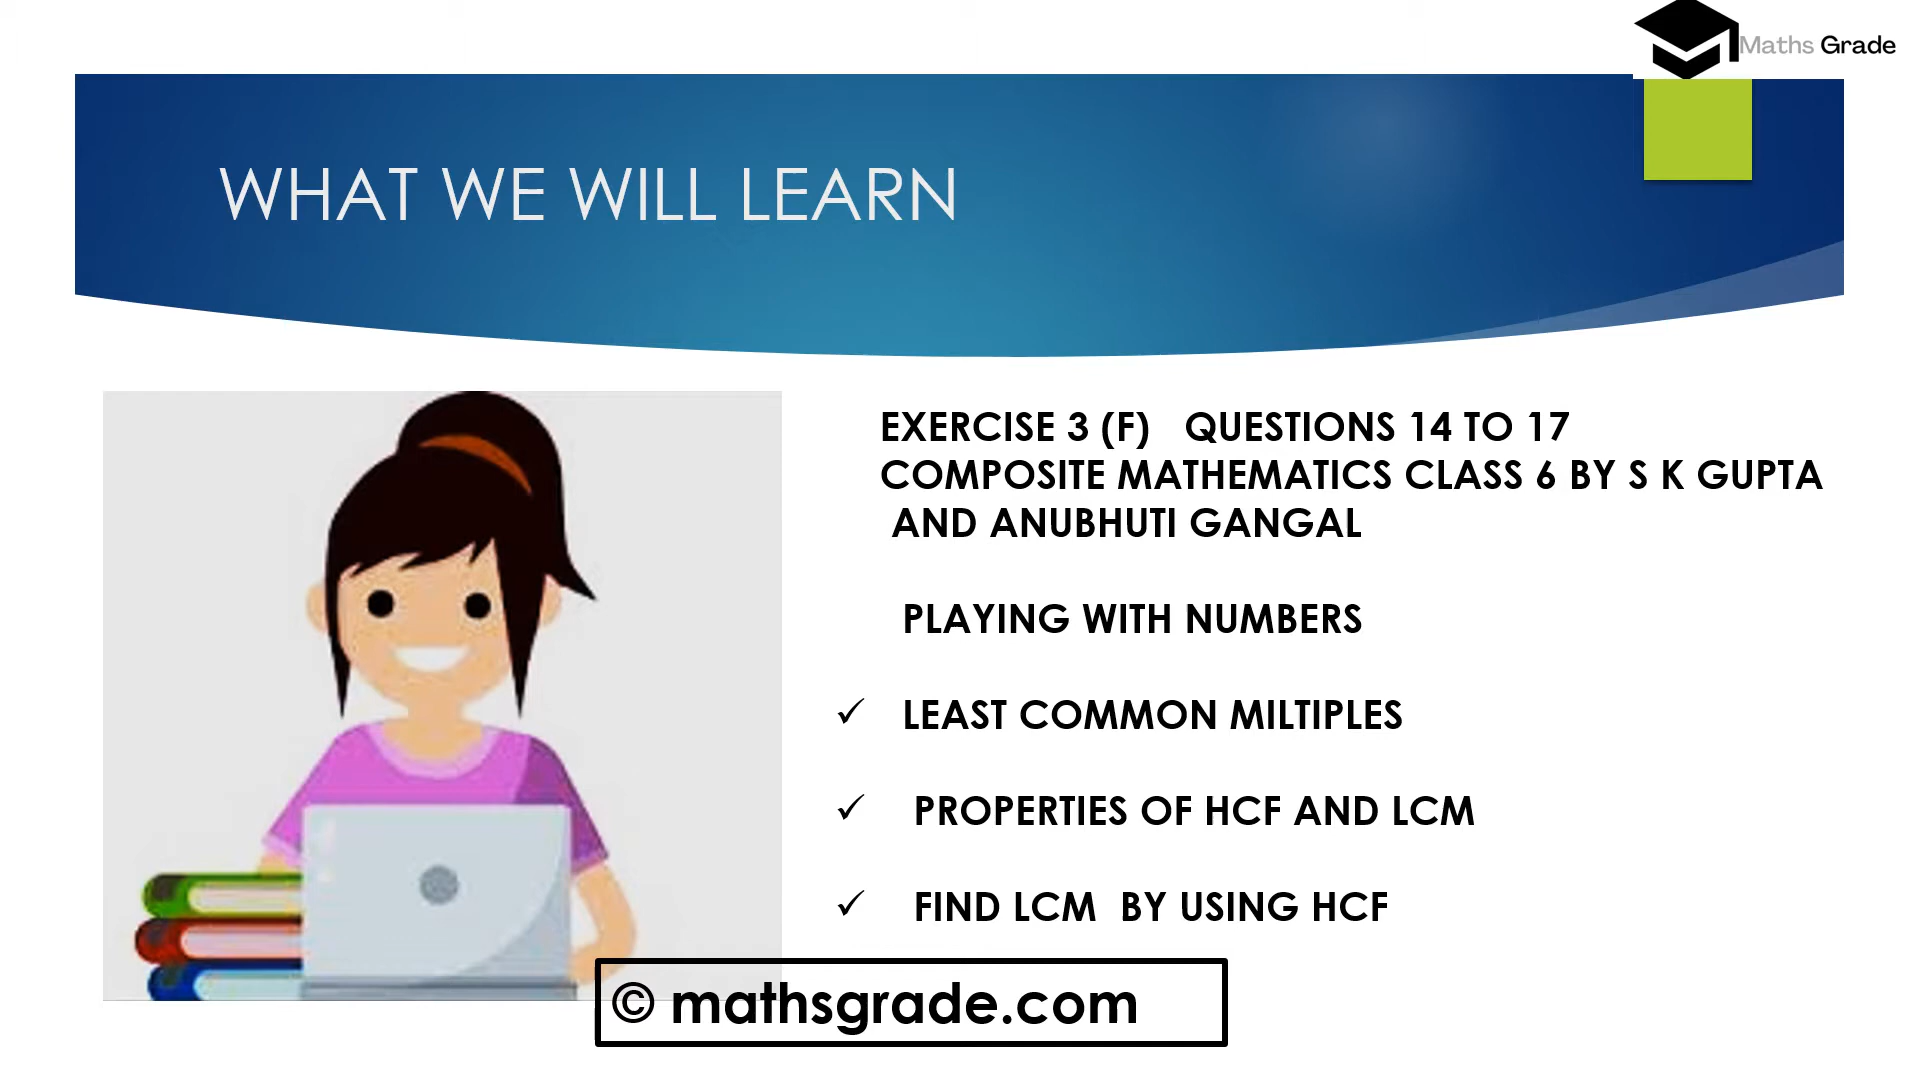 Maths Grade
WHAT WE WILL LEARN
EXERCISE 3 (F) QUESTIONS 14 TO 17
COMPOSITE MATHEMATICS CLASS 6 BY S K GUPTA
AND ANUBHUTI GANGAL
PLAYING WITH NUMBERS
✓ LEAST COMMON MILTIPLES
✓ PROPERTIES OF HCF AND LCM
✓ FIND LCM BY USING HCF
© mathsgrade.com